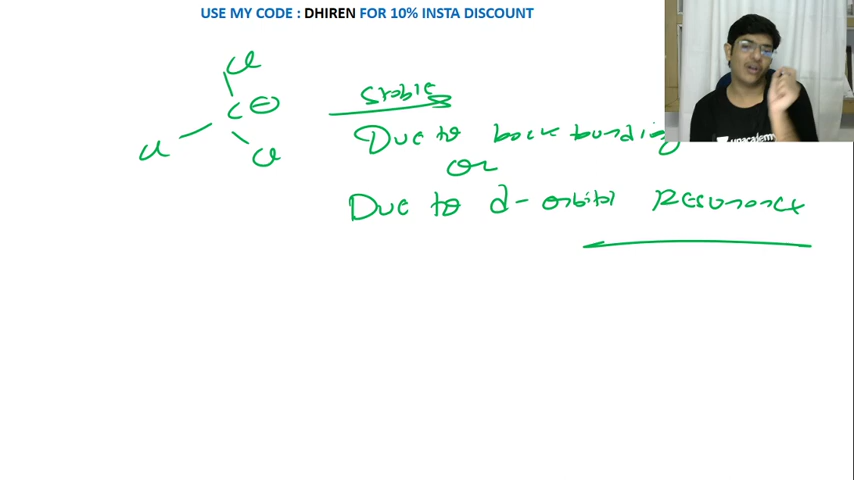 USE MY CODE : DHIREN FOR 10% INSTA DISCOUNT
Cl
C⊖
Cl
Cl
Stable
Due to back bonding
or
Due to d-orbital Resonance
unacademy